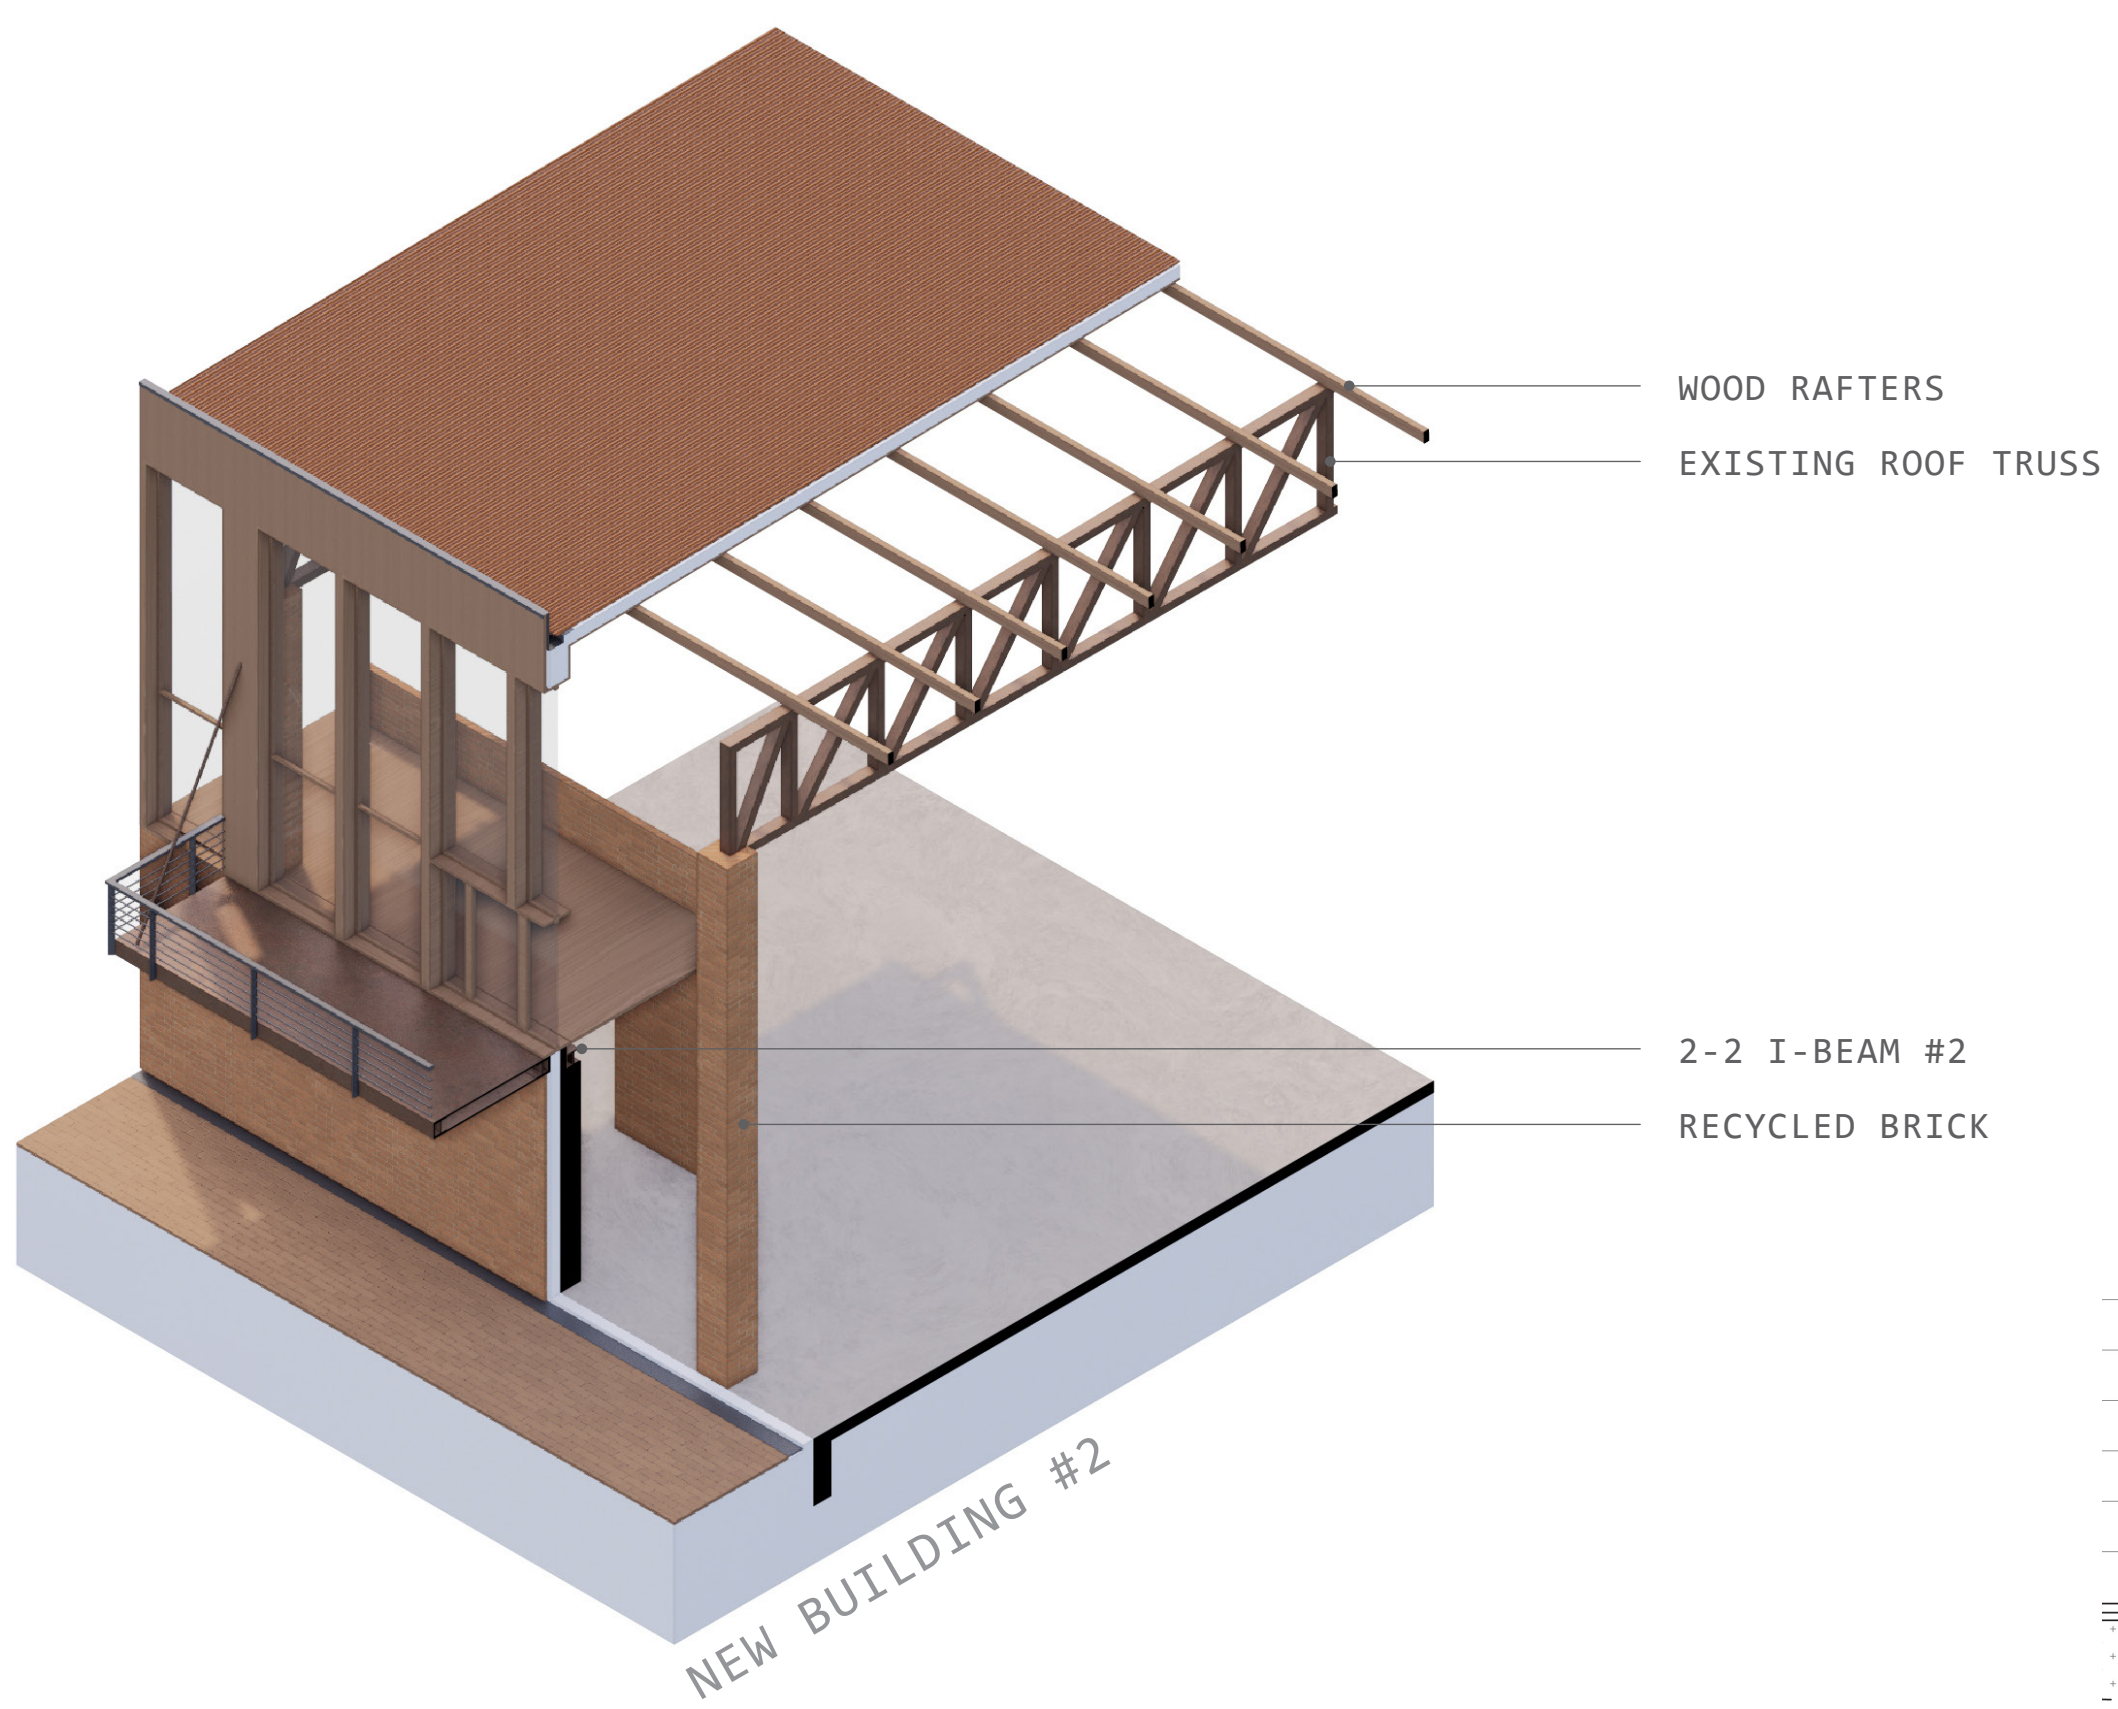 WOOD RAFTERS
EXISTING ROOF TRUSS
2-2 I-BEAM #2
RECYCLED BRICK
NEW BUILDING #2